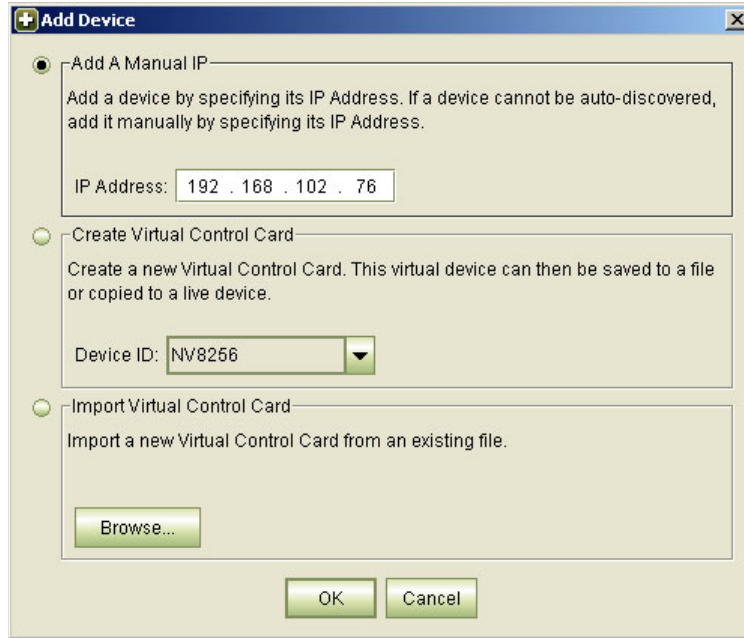 Add Device
Add A Manual IP
Add a device by specifying its IP Address. If a device cannot be auto-discovered,
add it manually by specifying its IP Address.
IP Address: 192 . 168 . 102 . 76
Create Virtual Control Card
Create a new Virtual Control Card. This virtual device can then be saved to a file
or copied to a live device.
Device ID: NV8256
Import Virtual Control Card
Import a new Virtual Control Card from an existing file.
Browse...
OK Cancel